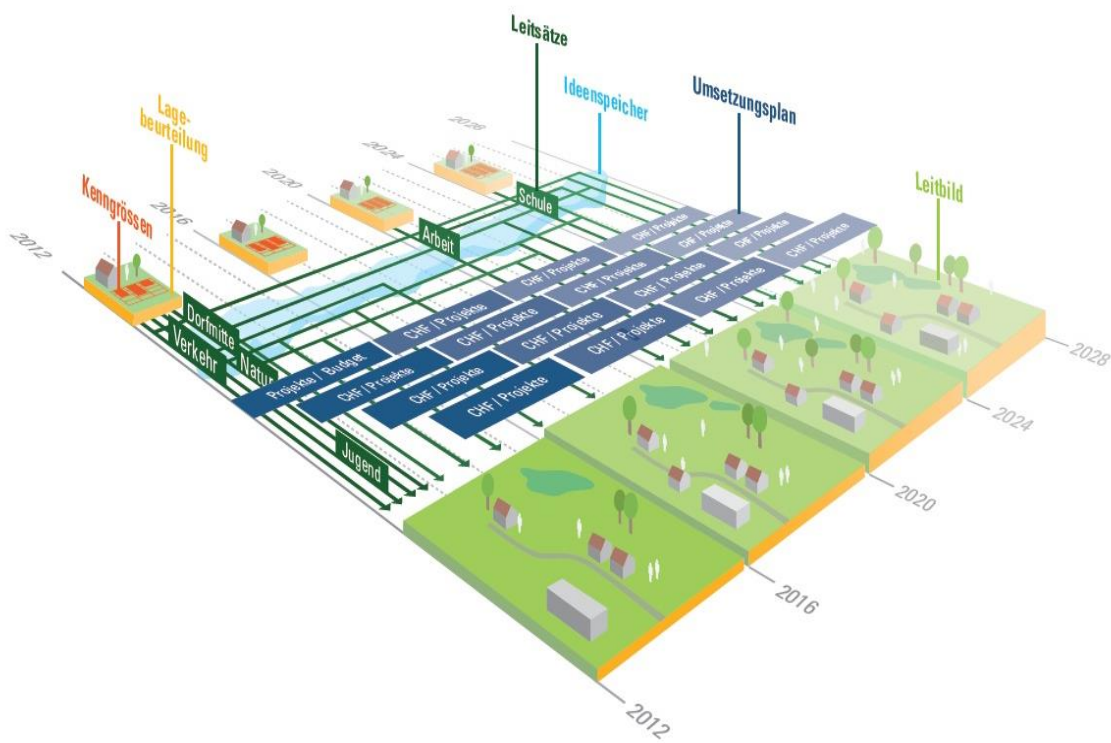 Leitsätze
Ideenspeicher
Umsetzungsplan
Lage-
beurteilung
Kenngrössen
Leitbild
2028
2024
2020
2016
2012
Schule
Arbeit
Dorfmitte
Verkehr
Natur
Jugend
CHF / Projekte
CHF / Projekte
CHF / Projekte
CHF / Projekte
CHF / Projekte
CHF / Projekte
CHF / Projekte
CHF / Projekte
CHF / Projekte
CHF / Projekte
CHF / Projekte
CHF / Projekte
Projekte / Budget
CHF / Projekte
CHF / Projekte
CHF / Projekte
2028
2024
2020
2016
2012